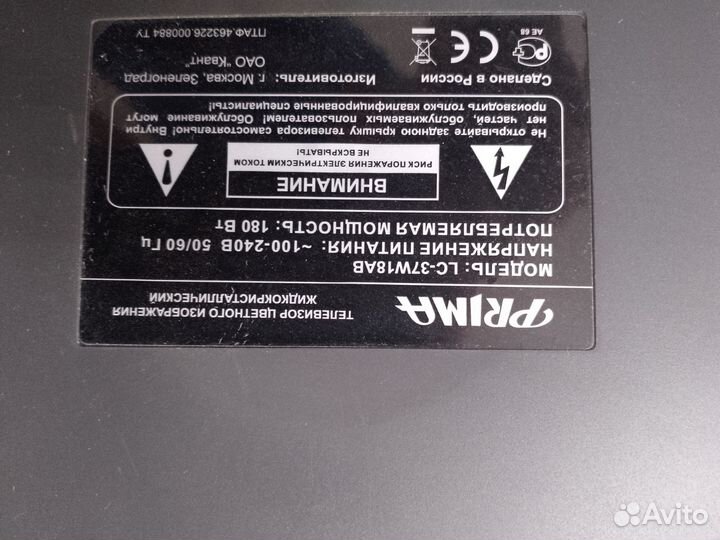 PRIMA
ТЕЛЕВИЗОР ЦВЕТНОГО ИЗОБРАЖЕНИЯ
ЖИДКОКРИСТАЛЛИЧЕСКИЙ
МОДЕЛЬ: LC-37W18AB
НАПРЯЖЕНИЕ ПИТАНИЯ: ~100-240В 50/60 Гц
ПОТРЕБЛЯЕМАЯ МОЩНОСТЬ: 180 Вт
ВНИМАНИЕ
РИСК ПОРАЖЕНИЯ ЭЛЕКТРИЧЕСКИМ ТОКОМ
НЕ ВСКРЫВАТЬ!
Не открывайте заднюю крышку телевизора самостоятельно! Внутри
нет, частей, обслуживаемых пользователем! Обслуживание могут
производить только квалифицированные специалисты!
Сделано в России
Изготовитель: г. Москва, Зеленоград
ОАО "Квант"
АЕ 68
CE
ПТАФ.463226.000884 ТУ
Avito